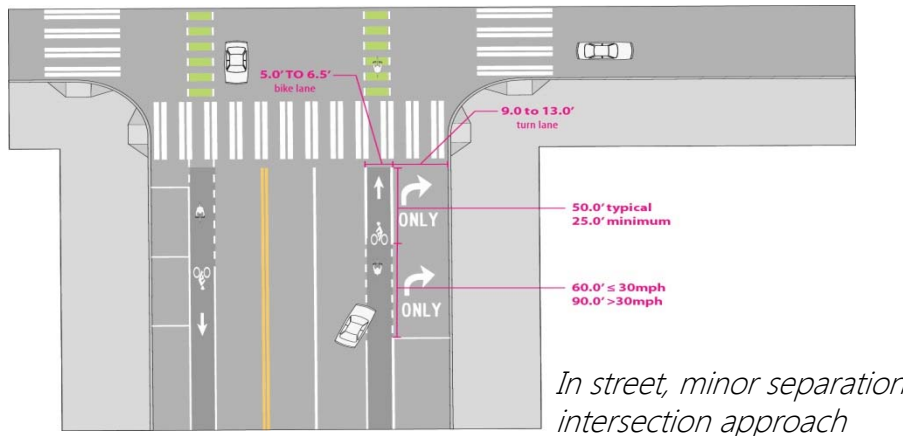 5.0' TO 6.5'
bike lane
9.0 to 13.0'
turn lane
ONLY
50.0' typical
25.0' minimum
60.0' ≤ 30mph
90.0' >30mph
ONLY
In street, minor separation
intersection approach